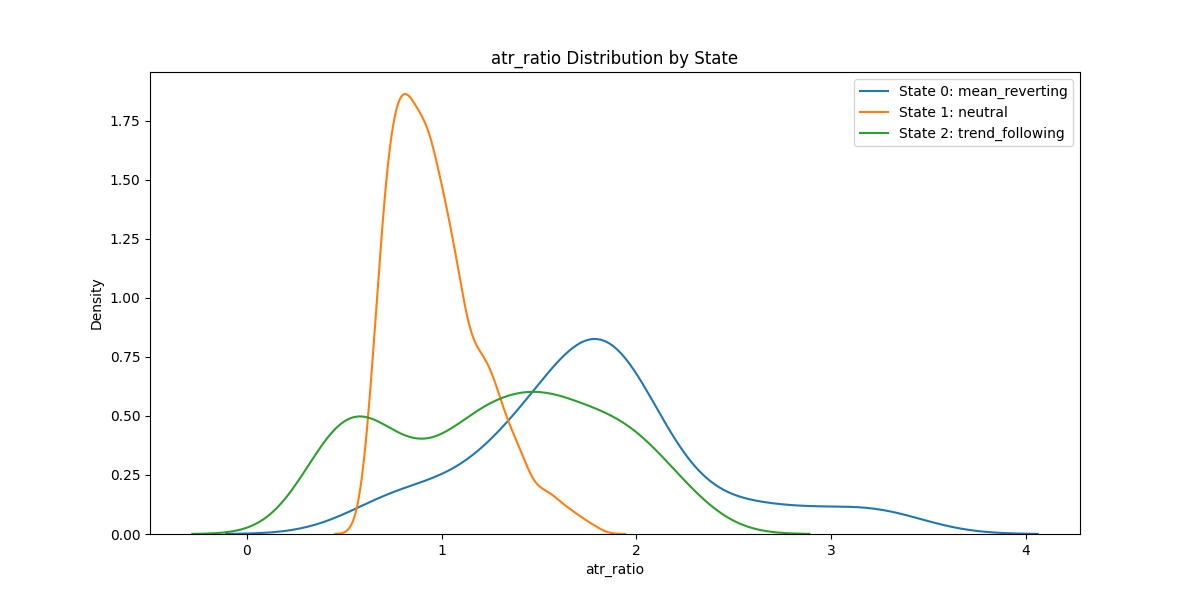 atr_ratio Distribution by State
State 0: mean_reverting
State 1: neutral
State 2: trend_following
Density
1.75
1.50
1.25
1.00
0.75
0.50
0.25
0.00
0 1 2 3 4
atr_ratio